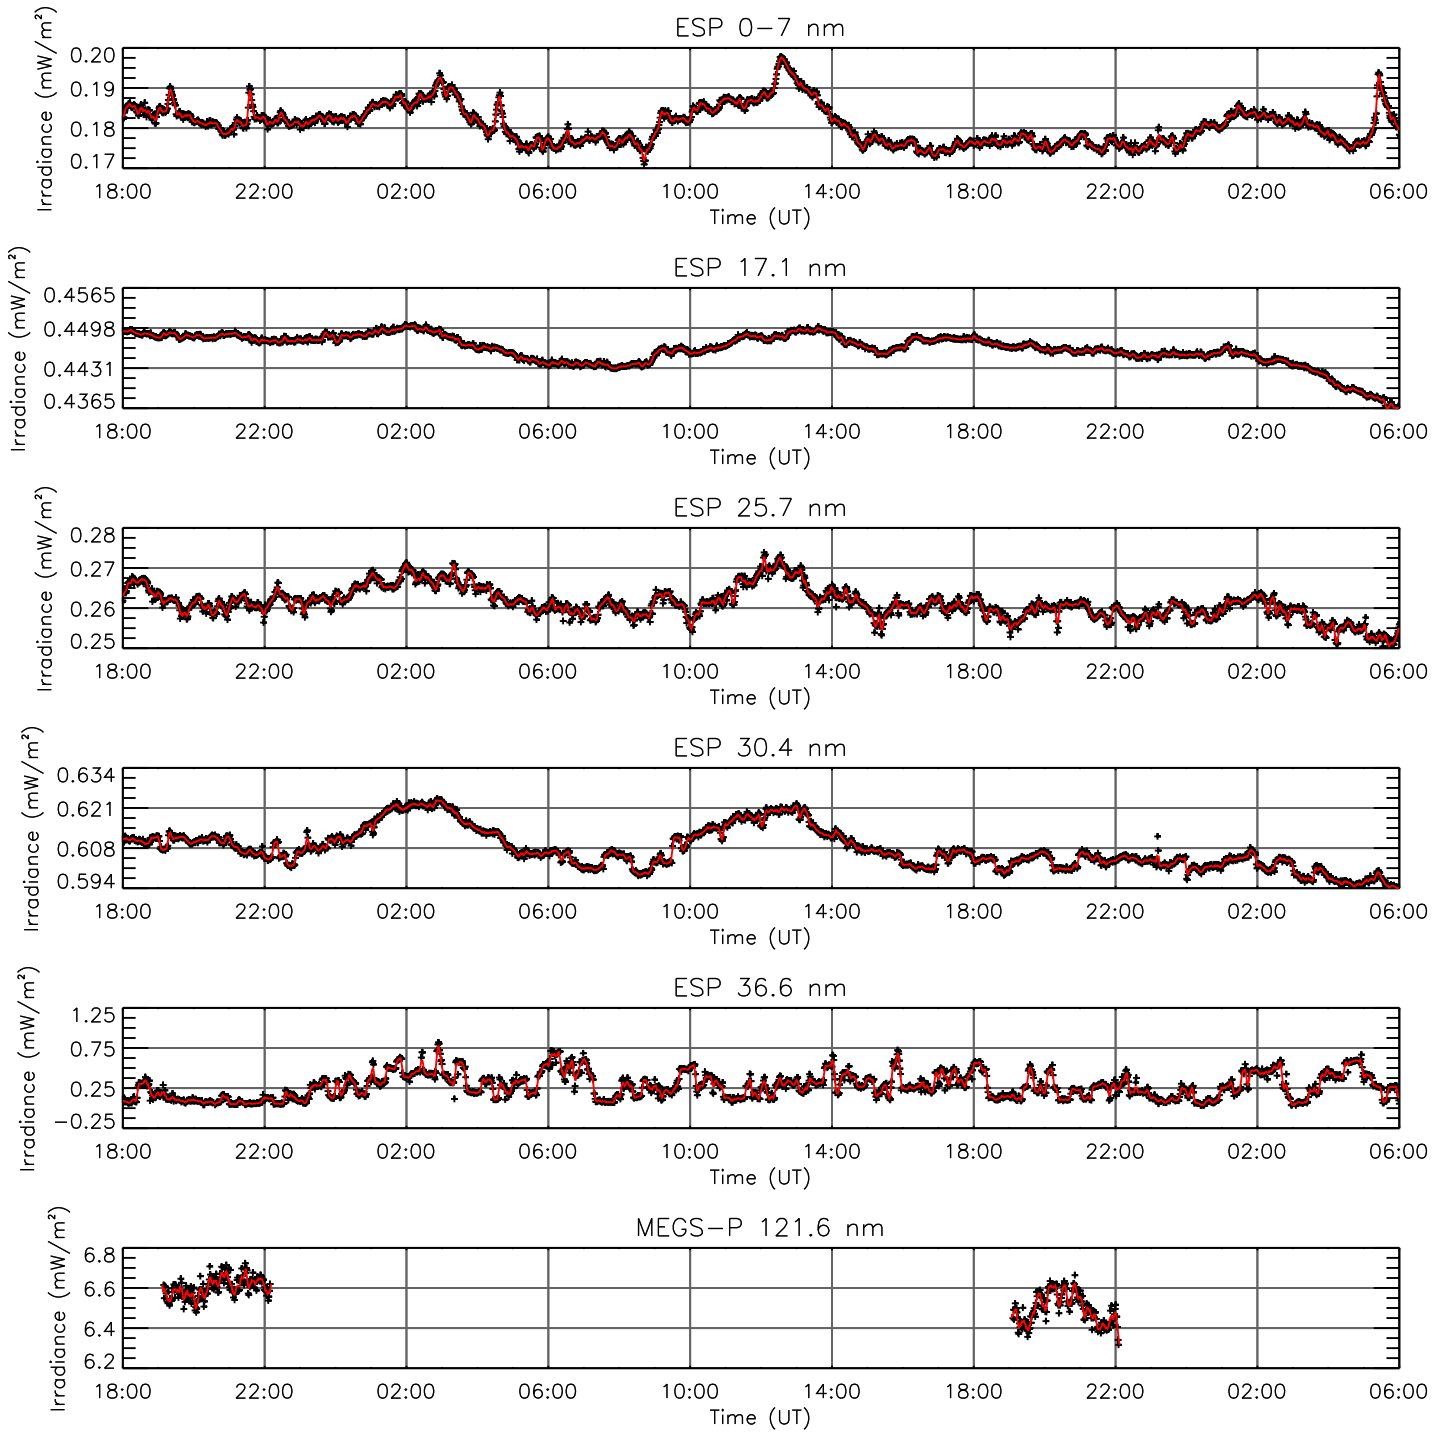 ESP 0−7 nm
Irradiance (mW/m²)
0.20
0.19
0.18
0.17
18:00 22:00 02:00 06:00 10:00 14:00 18:00 22:00 02:00 06:00
Time (UT)
ESP 17.1 nm
Irradiance (mW/m²)
0.4565
0.4498
0.4431
0.4365
18:00 22:00 02:00 06:00 10:00 14:00 18:00 22:00 02:00 06:00
Time (UT)
ESP 25.7 nm
Irradiance (mW/m²)
0.28
0.27
0.26
0.25
18:00 22:00 02:00 06:00 10:00 14:00 18:00 22:00 02:00 06:00
Time (UT)
ESP 30.4 nm
Irradiance (mW/m²)
0.634
0.621
0.608
0.594
18:00 22:00 02:00 06:00 10:00 14:00 18:00 22:00 02:00 06:00
Time (UT)
ESP 36.6 nm
Irradiance (mW/m²)
1.25
0.75
0.25
−0.25
18:00 22:00 02:00 06:00 10:00 14:00 18:00 22:00 02:00 06:00
Time (UT)
MEGS−P 121.6 nm
Irradiance (mW/m²)
6.8
6.6
6.4
6.2
18:00 22:00 02:00 06:00 10:00 14:00 18:00 22:00 02:00 06:00
Time (UT)